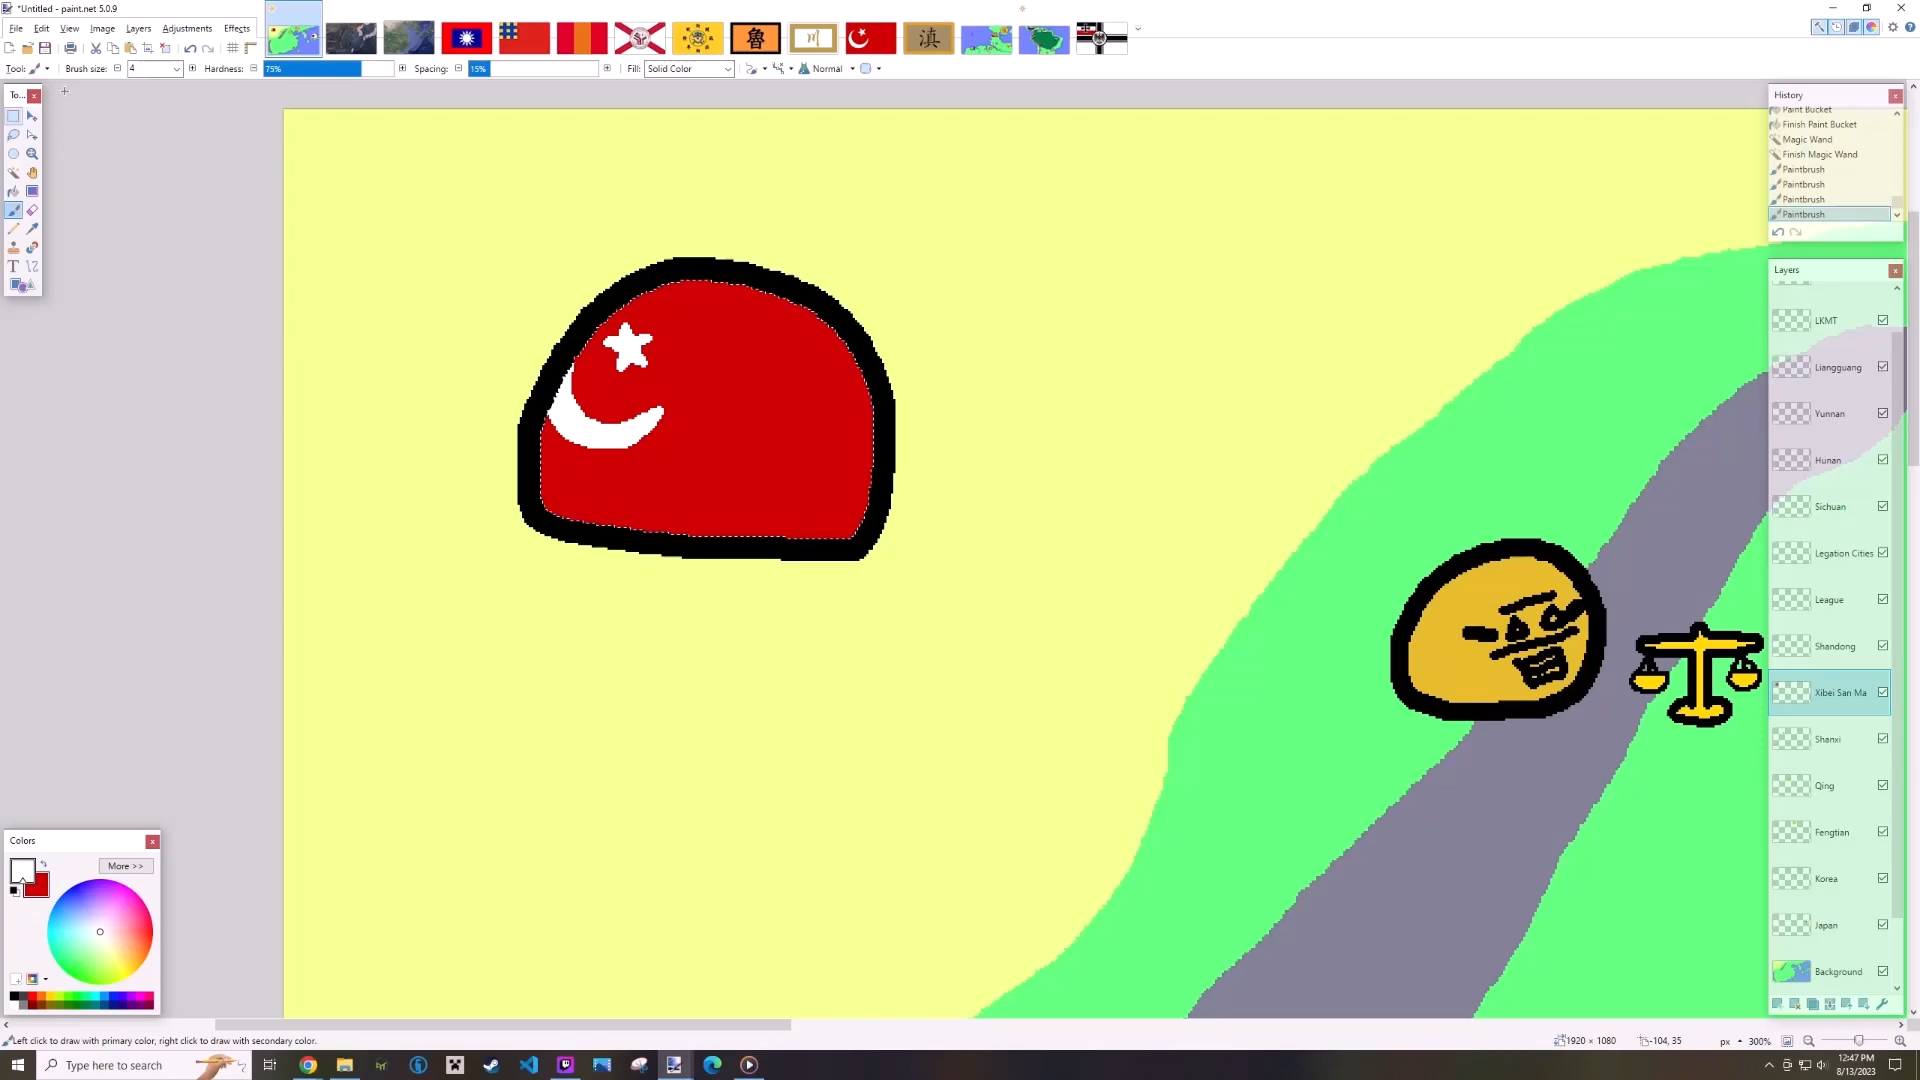 *Untitled - paint.net 5.0.9
File Edit View Image Layers Adjustments Effects
魯
滇
Tool: Brush size: 4 Hardness: 75% Spacing: 15% Fill: Solid Color Normal
To...
History
Paint Bucket
Finish Paint Bucket
Magic Wand
Finish Magic Wand
Paintbrush
Paintbrush
Paintbrush
Paintbrush
Layers
LKMT
Liangguang
Yunnan
Hunan
Sichuan
Legation Cities
League
Shandong
Xibei San Ma
Shanxi
Qing
Fengtian
Korea
Japan
Background
Colors
More >>
Left click to draw with primary color, right click to draw with secondary color.
1920 × 1080
-104, 35
px
300%
Type here to search
12:47 PM
8/13/2023